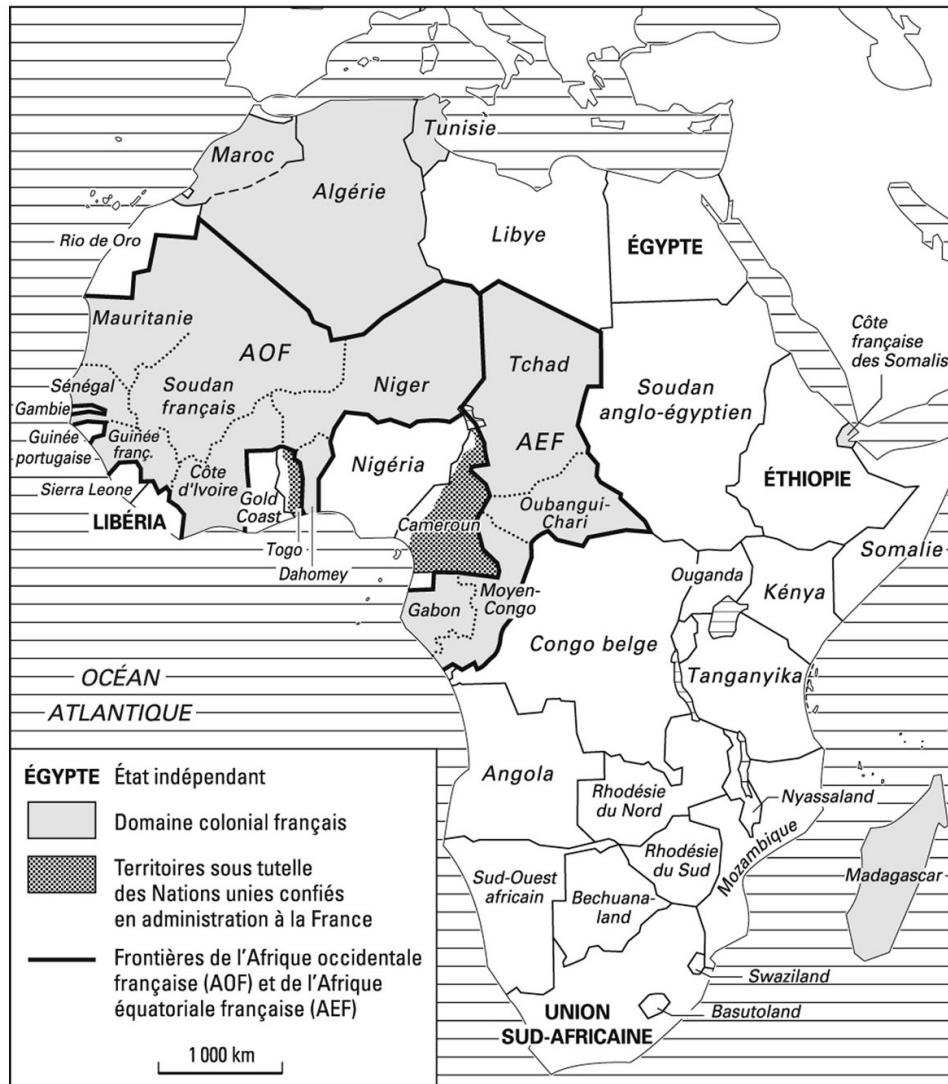 Maroc
Tunisie
Algérie
Libye
ÉGYPTE
Rio de Oro
Mauritanie
AOF
Sénégal
Soudan
français
Niger
Tchad
Soudan
anglo-égyptien
Côte
française
des Somalis
Gambie
Guinée
portugaise
Guinée
franç.
Sierra Leone
LIBÉRIA
Côte
d'Ivoire
Gold
Coast
Togo
Dahomey
Nigéria
AEF
Oubangui-
Chari
Cameroun
ÉTHIOPIE
Somalie
Gabon
Moyen-
Congo
Congo belge
Ouganda
Kénya
Tanganyika
OCÉAN
ATLANTIQUE
Angola
Rhodésie
du Nord
Nyassaland
Rhodésie
du Sud
Mozambique
Madagascar
Sud-Ouest
africain
Bechuana-
land
Swaziland
Basutoland
UNION
SUD-AFRICAINE
ÉGYPTE État indépendant
Domaine colonial français
Territoires sous tutelle
des Nations unies confiés
en administration à la France
Frontières de l'Afrique occidentale
française (AOF) et de l'Afrique
équatoriale française (AEF)
1 000 km